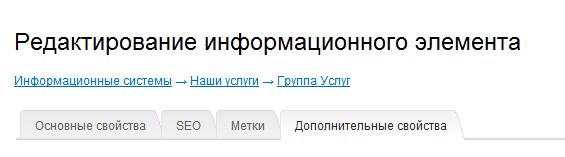 Редактирование информационного элемента
Информационные системы → Наши услуги → Группа Услуг
Основные свойства SEO Метки Дополнительные свойства